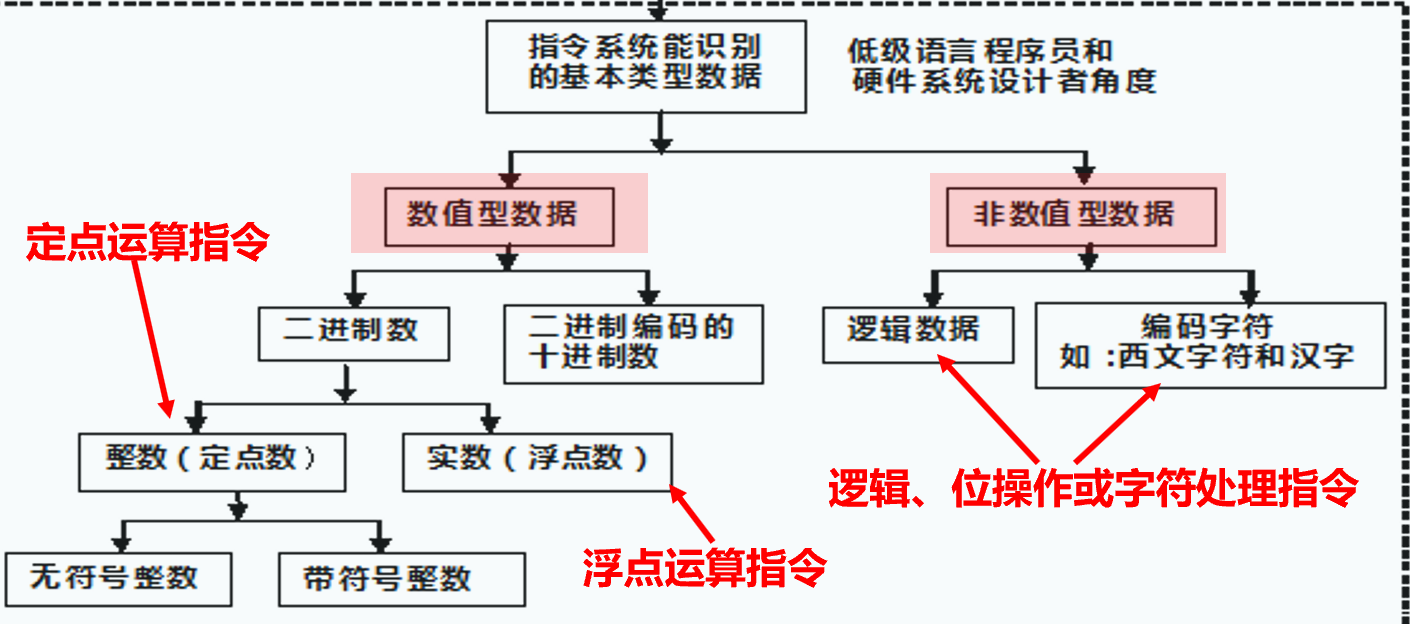 指令系统能识别
的基本类型数据
低级语言程序员和
硬件系统设计者角度
数值型数据
非数值型数据
定点运算指令
二进制数
二进制编码的
十进制数
逻辑数据
编码字符
如:西文字符和汉字
整数(定点数)
实数(浮点数)
逻辑、位操作或字符处理指令
浮点运算指令
无符号整数
带符号整数